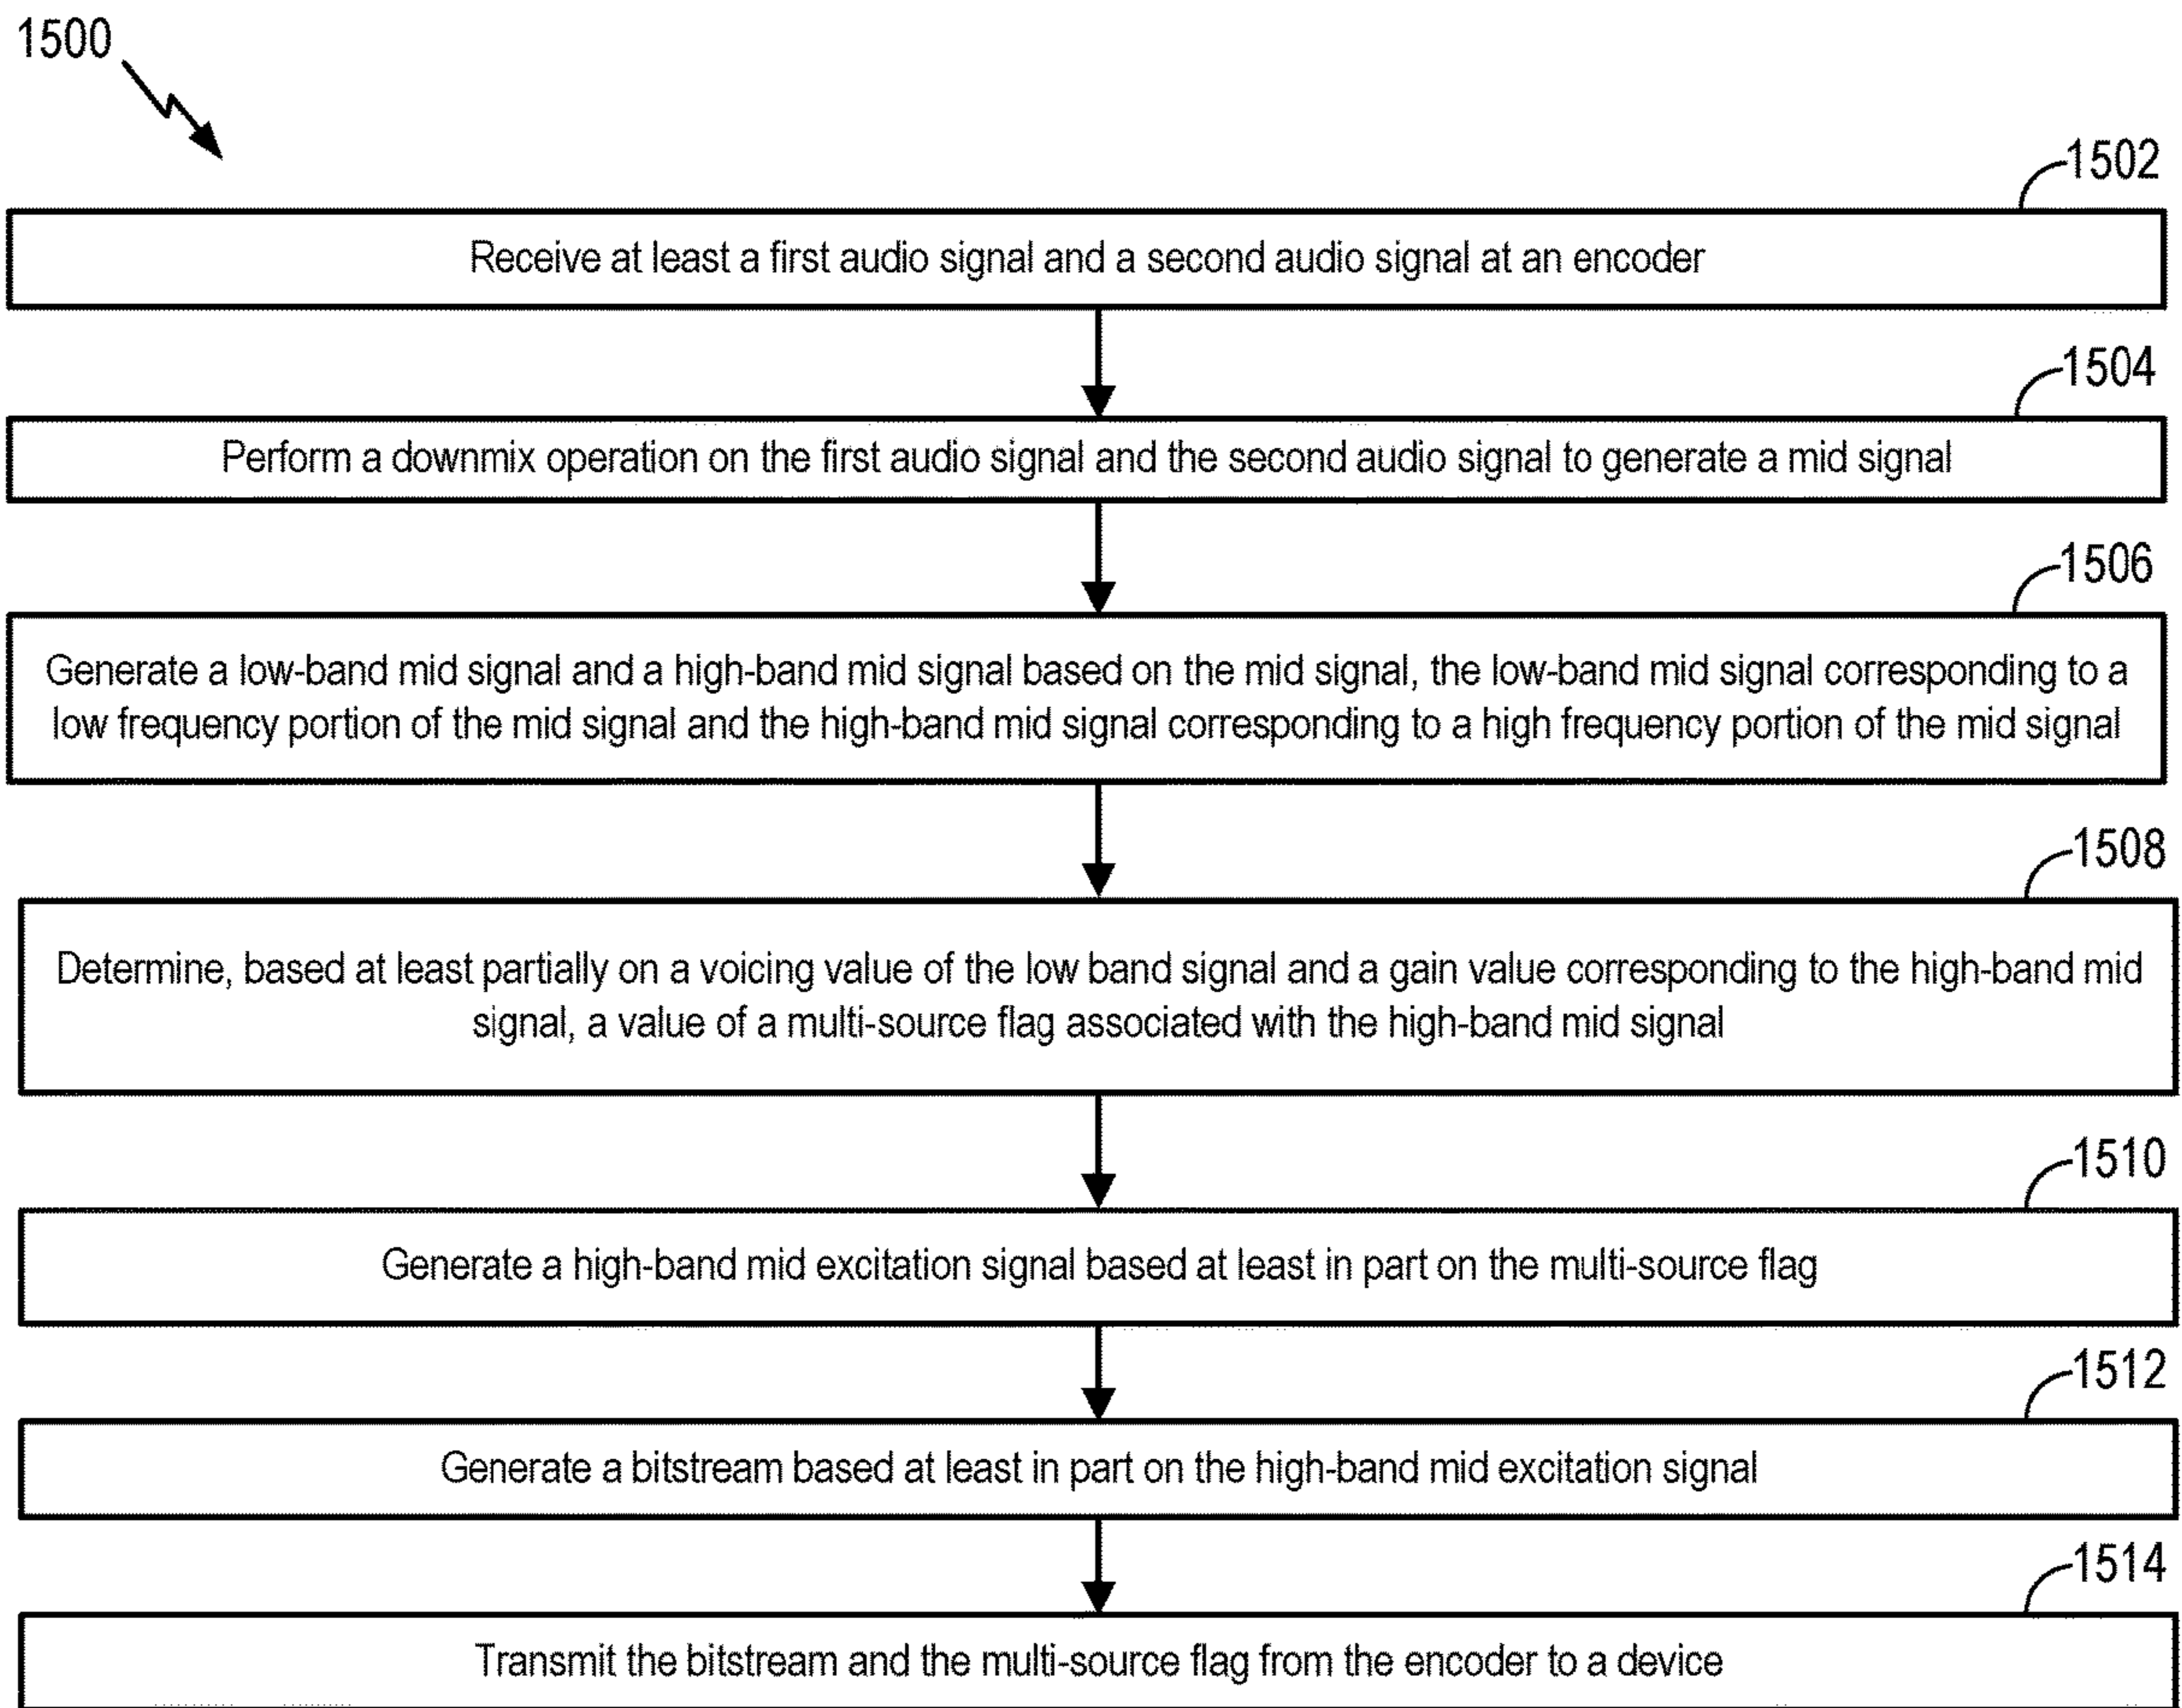 1500
1502
Receive at least a first audio signal and a second audio signal at an encoder
1504
Perform a downmix operation on the first audio signal and the second audio signal to generate a mid signal
1506
Generate a low-band mid signal and a high-band mid signal based on the mid signal, the low-band mid signal corresponding to a
low frequency portion of the mid signal and the high-band mid signal corresponding to a high frequency portion of the mid signal
1508
Determine, based at least partially on a voicing value of the low band signal and a gain value corresponding to the high-band mid
signal, a value of a multi-source flag associated with the high-band mid signal
1510
Generate a high-band mid excitation signal based at least in part on the multi-source flag
1512
Generate a bitstream based at least in part on the high-band mid excitation signal
1514
Transmit the bitstream and the multi-source flag from the encoder to a device